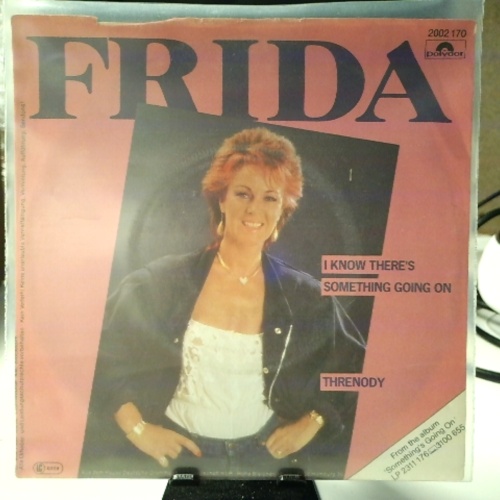 2002 170
polydor
FRIDA
I KNOW THERE'S
SOMETHING GOING ON
THRENODY
From the album
'Something's Going On'